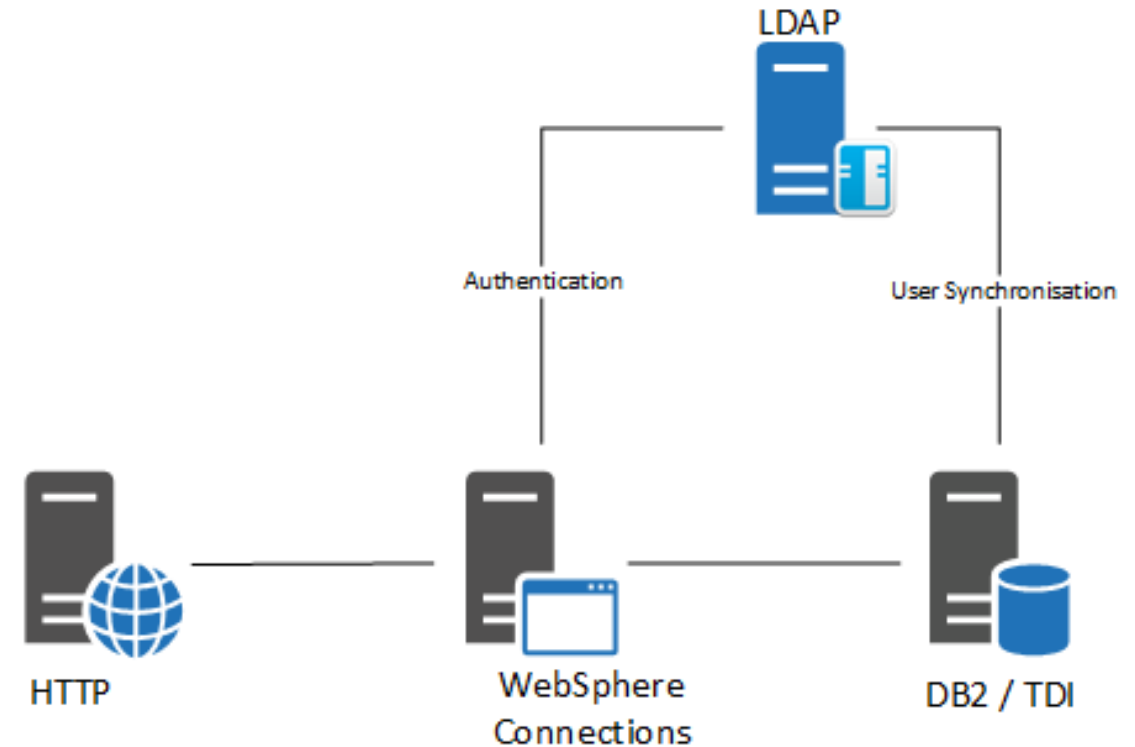 LDAP
Authentication
User Synchronisation
HTTP
WebSphere
Connections
DB2 / TDI